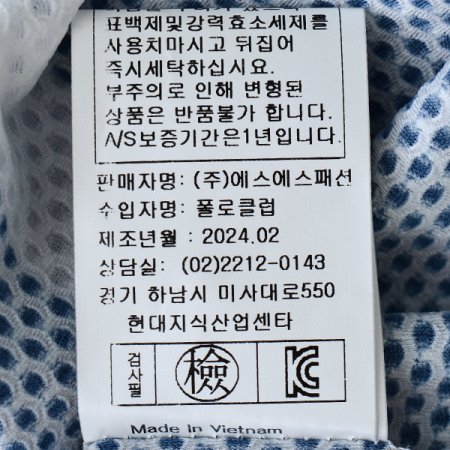 표백제및강력효소세제를
사용치마시고 뒤집어
즉시세탁하십시요.
부주의로 인해 변형된
상품은 반품불가 합니다.
A/S보증기간은1년입니다.
판매자명: (주)에스에스패션
수입자명: 폴로클럽
제조년월 : 2024.02
상담실: (02)2212-0143
경기 하남시 미사대로550
현대지식산업센타
검사필 檢 KC
Made in Vietnam